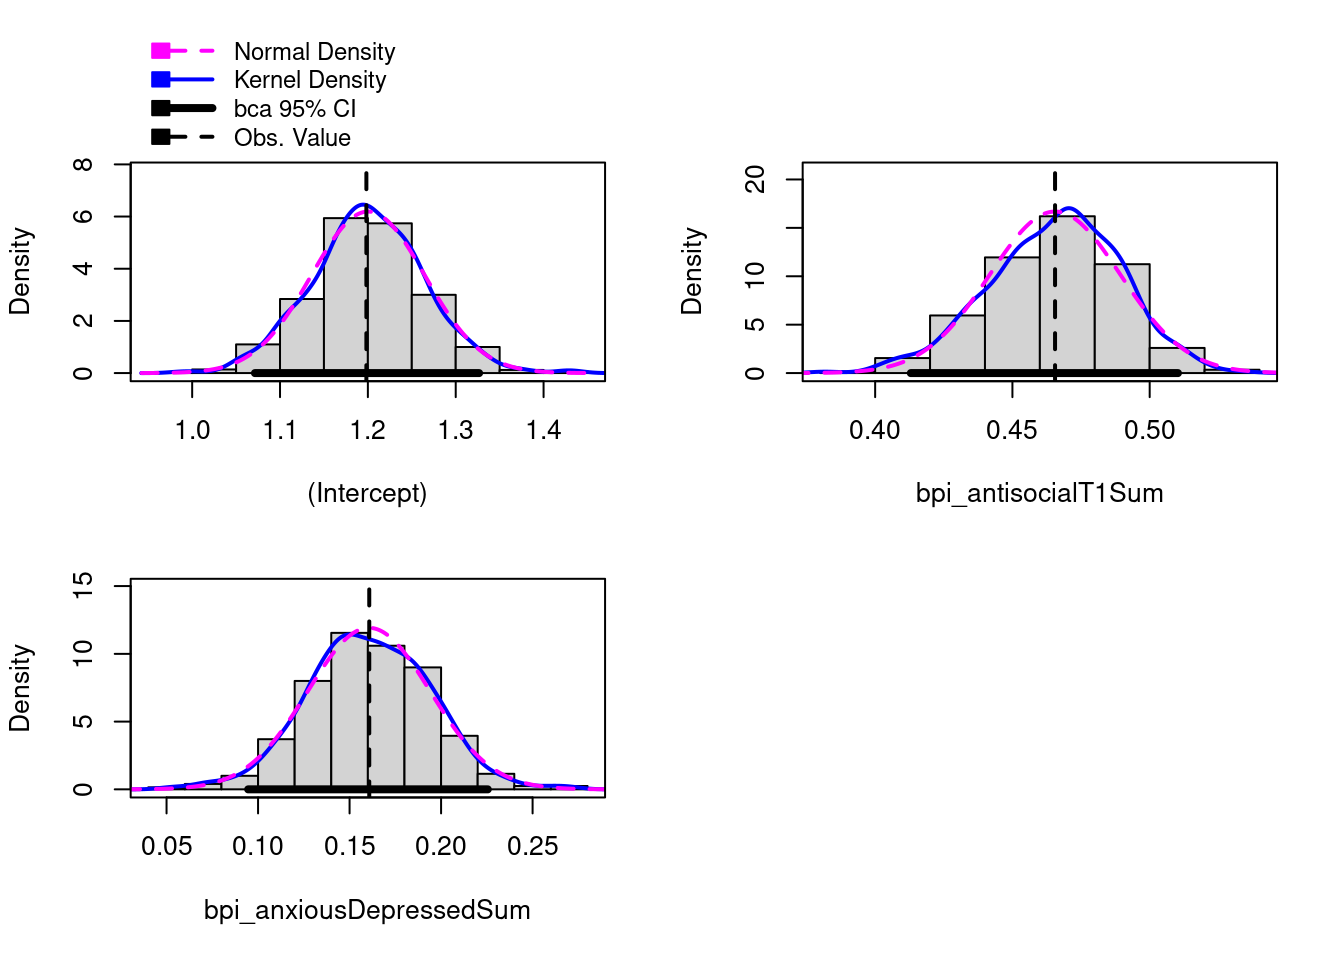 Normal Density
Kernel Density
bca 95% CI
Obs. Value
Density
0 2 4 6 8
1.0 1.1 1.2 1.3 1.4
(Intercept)
Density
0 5 10 20
0.40 0.45 0.50
bpi_antisocialT1Sum
Density
0 5 10 15
0.05 0.10 0.15 0.20 0.25
bpi_anxiousDepressedSum